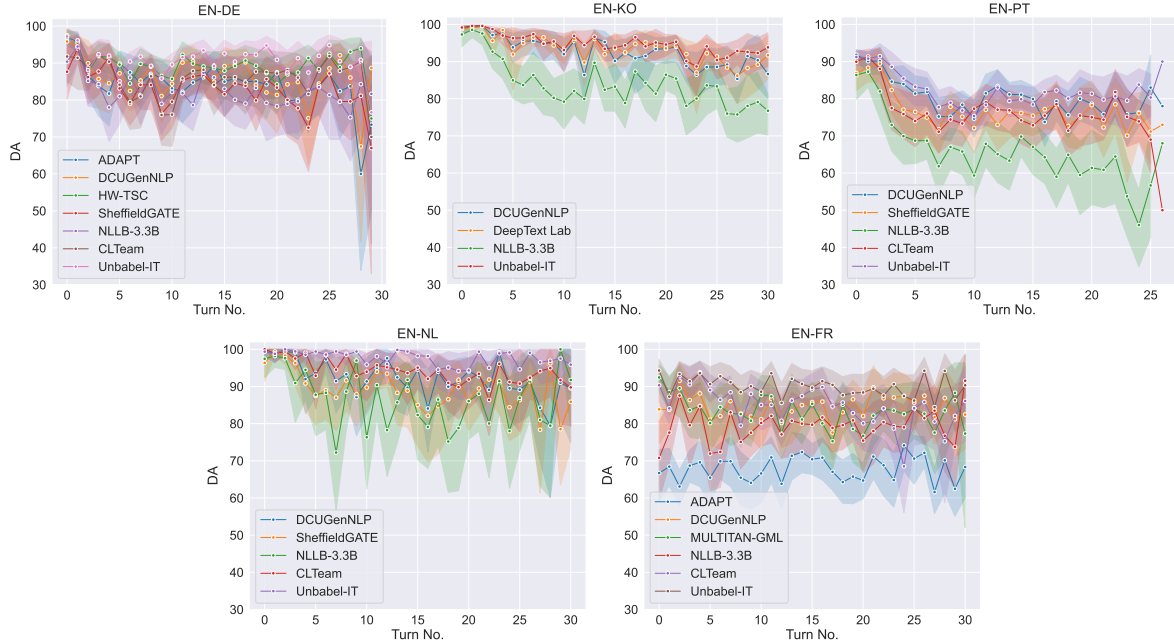 EN-DE
100
90
80
70
60
50
40
30
DA
ADAPT
DCUGenNLP
HW-TSC
SheffieldGATE
NLLB-3.3B
CLTeam
Unbabel-IT
0 5 10 15 20 25 30
Turn No.
EN-KO
100
90
80
70
60
50
40
30
DA
DCUGenNLP
DeepText Lab
NLLB-3.3B
Unbabel-IT
0 5 10 15 20 25 30
Turn No.
EN-PT
100
90
80
70
60
50
40
30
DA
DCUGenNLP
SheffieldGATE
NLLB-3.3B
CLTeam
Unbabel-IT
0 5 10 15 20 25
Turn No.
EN-NL
100
90
80
70
60
50
40
30
DA
DCUGenNLP
SheffieldGATE
NLLB-3.3B
CLTeam
Unbabel-IT
0 5 10 15 20 25 30
Turn No.
EN-FR
100
90
80
70
60
50
40
30
DA
ADAPT
DCUGenNLP
MULTITAN-GML
NLLB-3.3B
CLTeam
Unbabel-IT
0 5 10 15 20 25 30
Turn No.